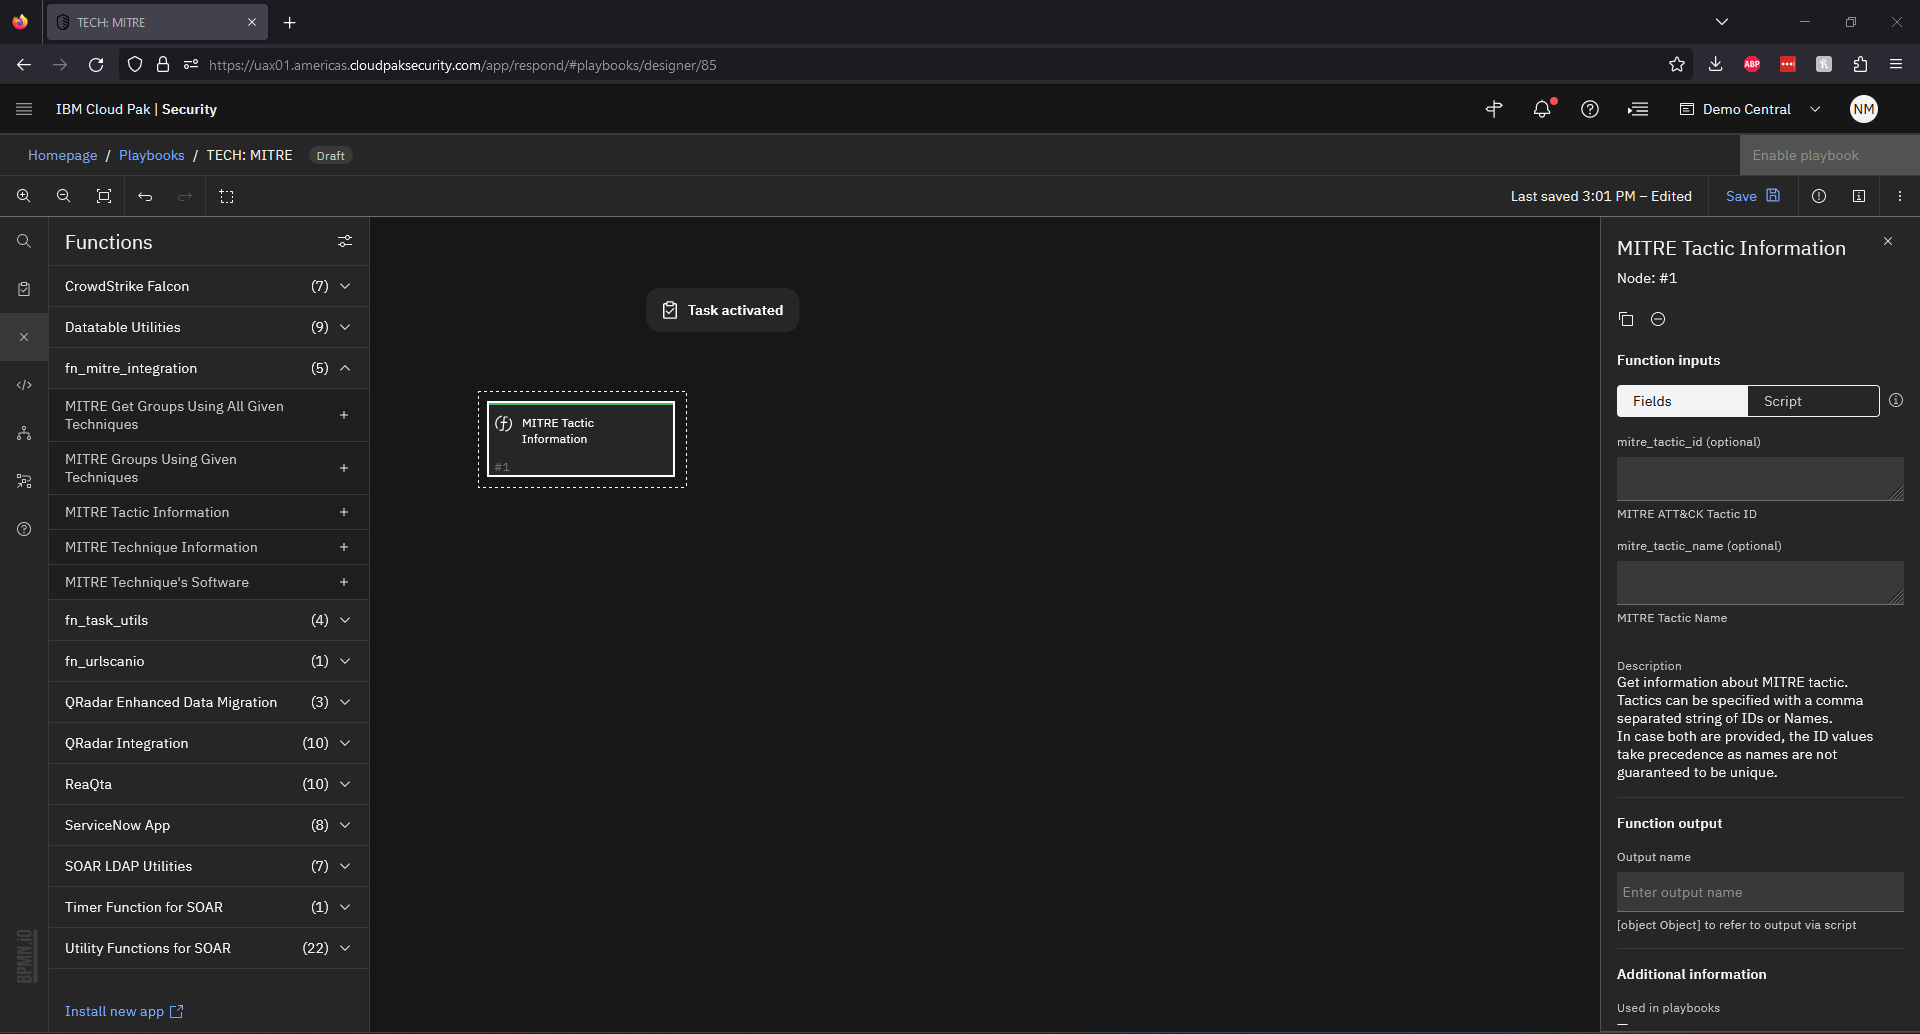 TECH: MITRE
https://uax01.americas.cloudpaksecurity.com/app/respond/#playbooks/designer/85
ABP
IBM Cloud Pak | Security
Demo Central
NM
Homepage / Playbooks / TECH: MITRE Draft
Enable playbook
Last saved 3:01 PM – Edited
Save
Functions
CrowdStrike Falcon (7)
Datatable Utilities (9)
fn_mitre_integration (5)
MITRE Get Groups Using All Given
Techniques
MITRE Groups Using Given
Techniques
MITRE Tactic Information
MITRE Technique Information
MITRE Technique's Software
fn_task_utils (4)
fn_urlscanio (1)
QRadar Enhanced Data Migration (3)
QRadar Integration (10)
ReaQta (10)
ServiceNow App (8)
SOAR LDAP Utilities (7)
Timer Function for SOAR (1)
Utility Functions for SOAR (22)
Install new app
BPMN.iO
Task activated
MITRE Tactic
Information
#1
MITRE Tactic Information
Node: #1
Function inputs
Fields
Script
mitre_tactic_id (optional)
MITRE ATT&CK Tactic ID
mitre_tactic_name (optional)
MITRE Tactic Name
Description
Get information about MITRE tactic.
Tactics can be specified with a comma
separated string of IDs or Names.
In case both are provided, the ID values
take precedence as names are not
guaranteed to be unique.
Function output
Output name
Enter output name
[object Object] to refer to output via script
Additional information
Used in playbooks
—